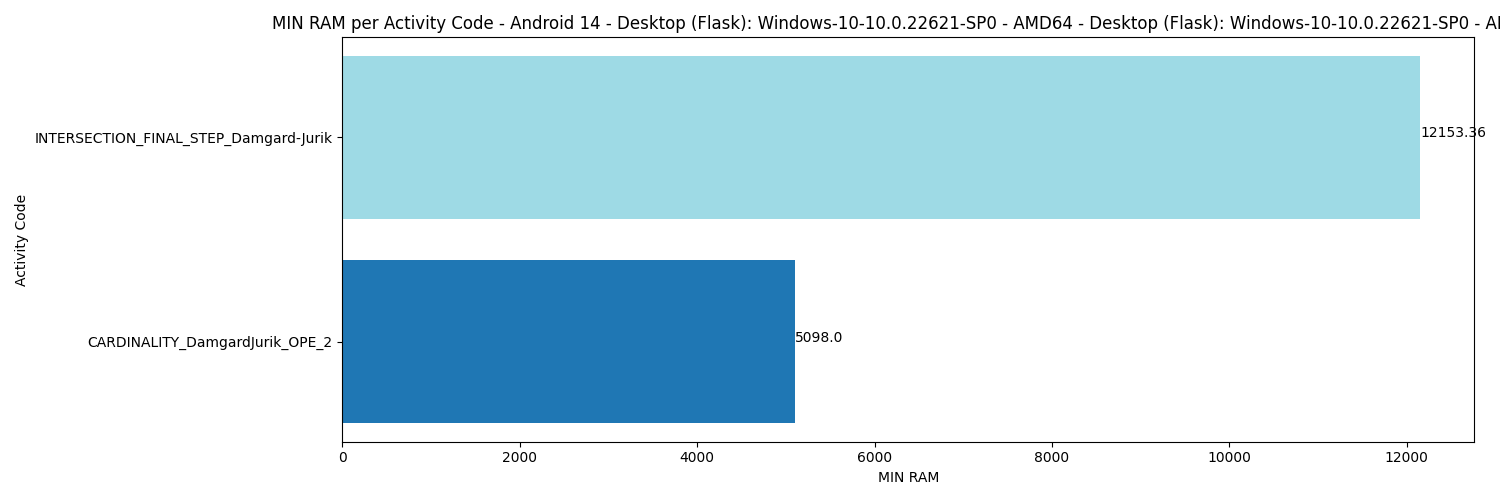 MIN RAM per Activity Code - Android 14 - Desktop (Flask): Windows-10-10.0.22621-SP0 - AMD64 - Desktop (Flask): Windows-10-10.0.22621-SP0 -
INTERSECTION_FINAL_STEP_Damgard-Jurik
12153.36
Activity Code
CARDINALITY_DamgardJurik_OPE_2
5098.0
0 2000 4000 6000 8000 10000 12000
MIN RAM